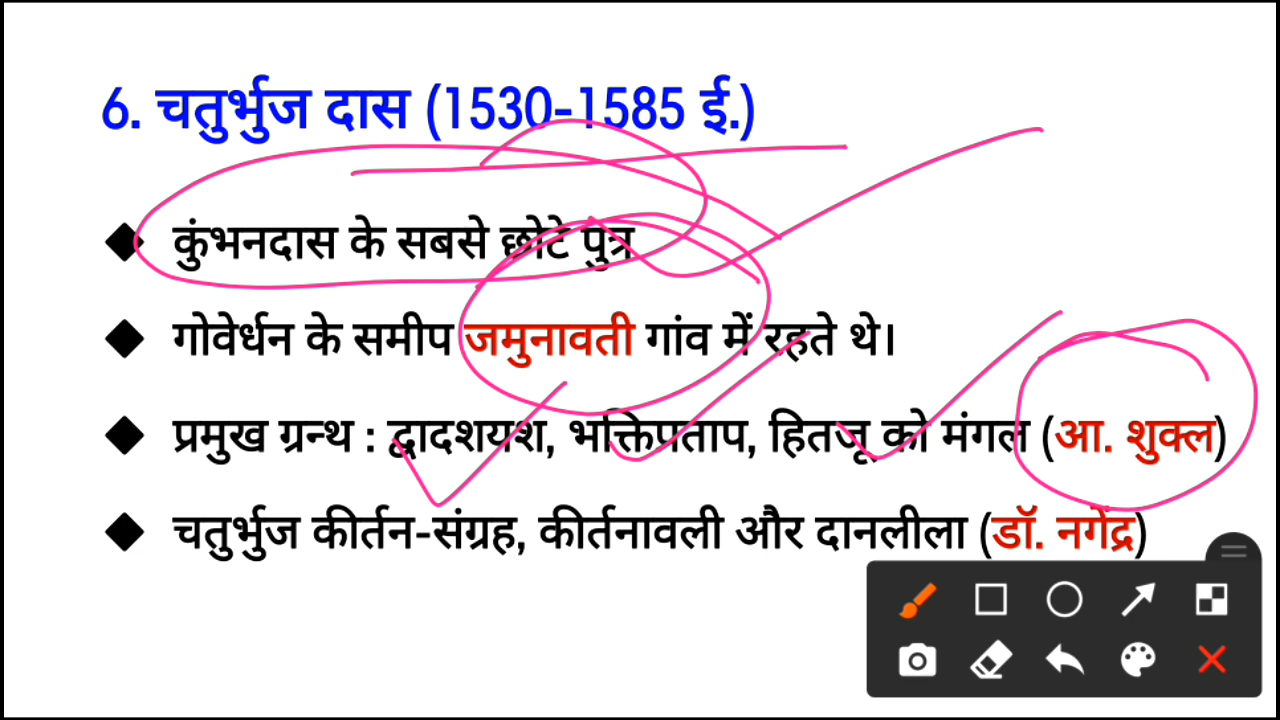 6. चतुर्भुज दास (1530-1585 ई.)
◆ कुंभनदास के सबसे छोटे पुत्र
◆ गोवेर्धन के समीप जमुनावती गांव में रहते थे।
◆ प्रमुख ग्रन्थ : द्वादशयश, भक्तिप्रताप, हितजू को मंगल (आ. शुक्ल)
◆ चतुर्भुज कीर्तन-संग्रह, कीर्तनावली और दानलीला (डॉ. नगेंद्र)